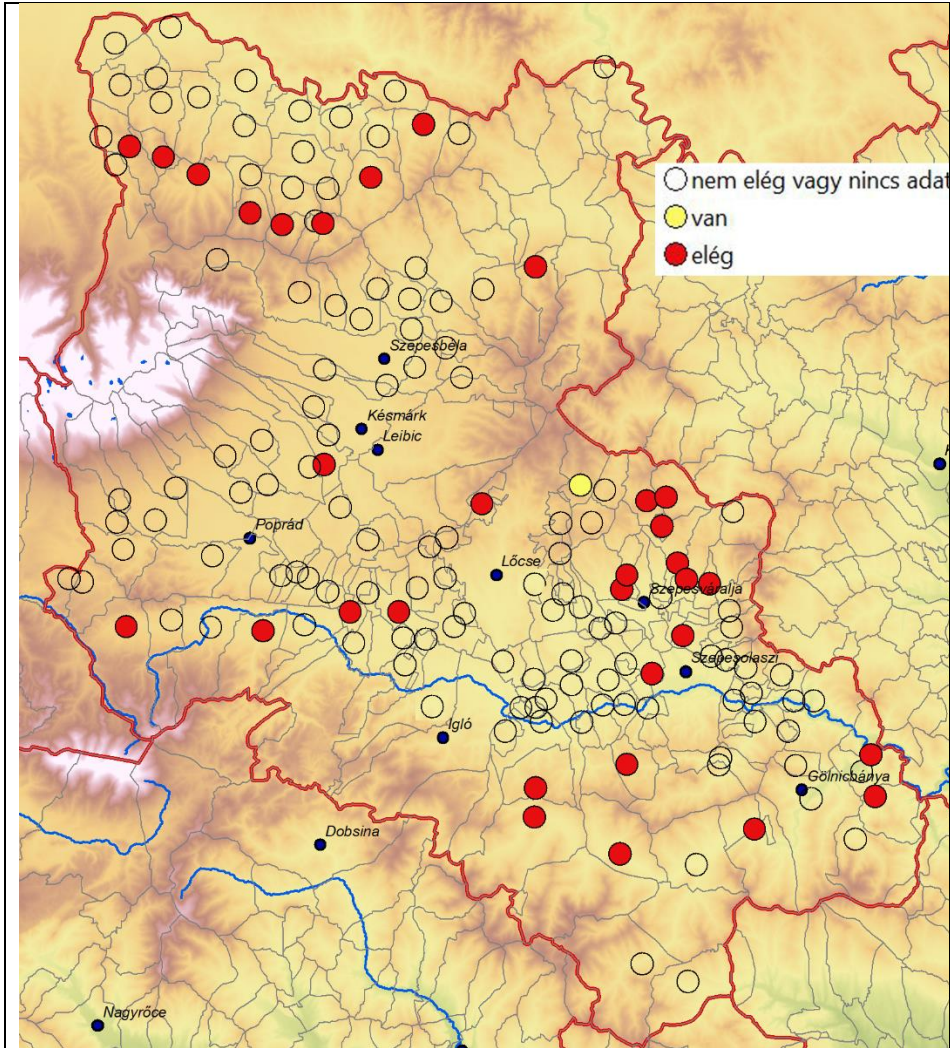 nem elég vagy nincs adat
van
elég
Szepesbéla
Késmárk
Leibic
Poprád
Lőcse
Szepesváralja
Szepesolaszi
Igló
Gölnicbánya
Dobsina
Nagyrőce